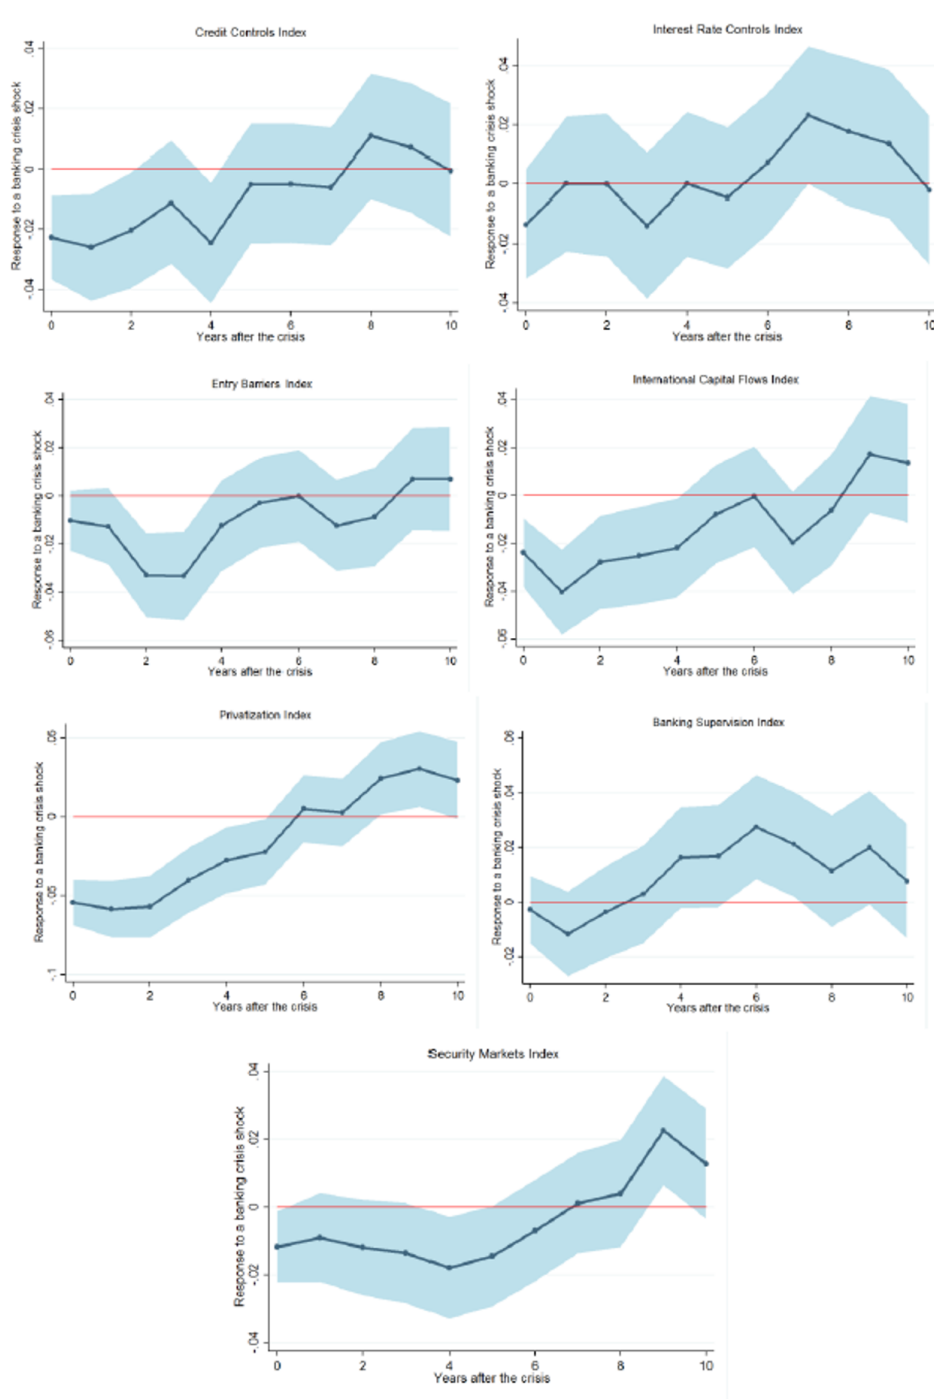 Credit Controls Index
Response to a banking crisis shock
.04
.02
0
-.02
-.04
0 2 4 6 8 10
Years after the crisis
Interest Rate Controls Index
Response to a banking crisis shock
.04
.02
0
-.02
-.04
0 2 4 6 8 10
Years after the crisis
Entry Barriers Index
Response to a banking crisis shock
.04
.02
0
-.02
-.04
-.06
0 2 4 6 8 10
Years after the crisis
International Capital Flows Index
Response to a banking crisis shock
.04
.02
0
-.02
-.04
-.06
0 2 4 6 8 10
Years after the crisis
Privatization Index
Response to a banking crisis shock
.05
0
-.05
-.1
0 2 4 6 8 10
Years after the crisis
Banking Supervision Index
Response to a banking crisis shock
.06
.04
.02
0
-.02
0 2 4 6 8 10
Years after the crisis
Security Markets Index
Response to a banking crisis shock
.04
.02
0
-.02
-.04
0 2 4 6 8 10
Years after the crisis